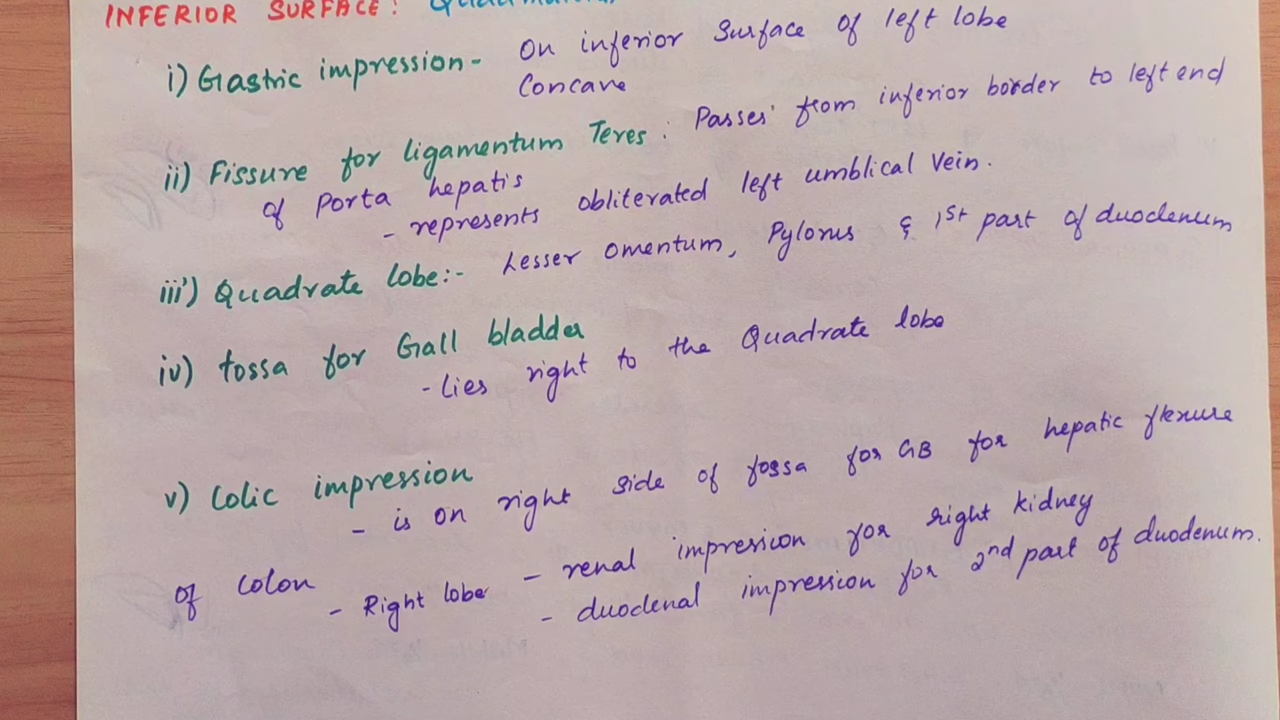 INFERIOR SURFACE:
i) Gastric impression - On inferior surface of left lobe
Concave
ii) Fissure for ligamentum Teres: Passes from inferior border to left end
of Porta hepatis
- represents obliterated left umblical Vein.
iii) Quadrate lobe:- Lesser omentum, Pylorus & 1st part of duodenum
iv) fossa for Gall bladder
- Lies right to the Quadrate lobe
v) Colic impression
- is on right side of fossa for GB for hepatic flexure
of colon
- Right lobe - renal impresion for right kidney
- duodenal impression for 2nd part of duodenum.